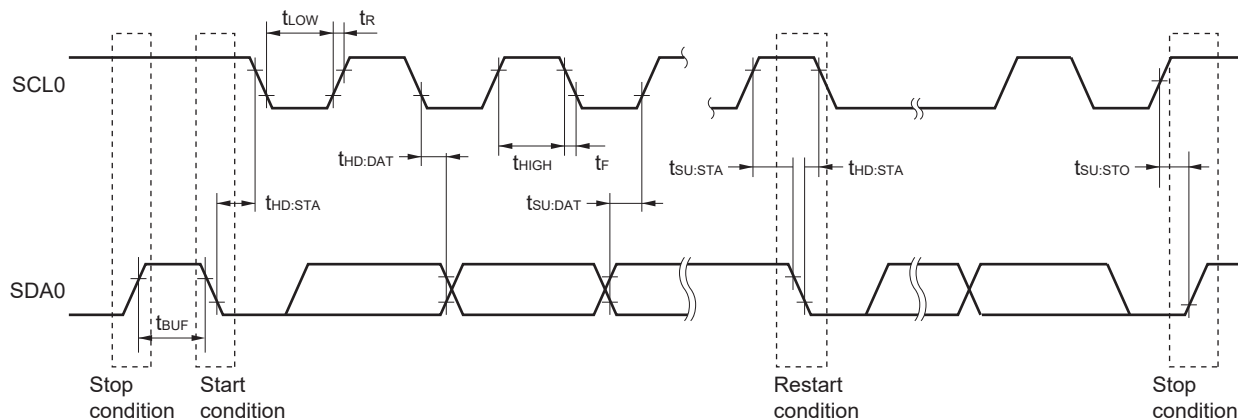 tLOW
tR
SCL0
tHD:DAT
tHIGH
tF
tSU:STA
tHD:STA
tSU:STO
tHD:STA
tSU:DAT
SDA0
tBUF
Stop
condition
Start
condition
Restart
condition
Stop
condition